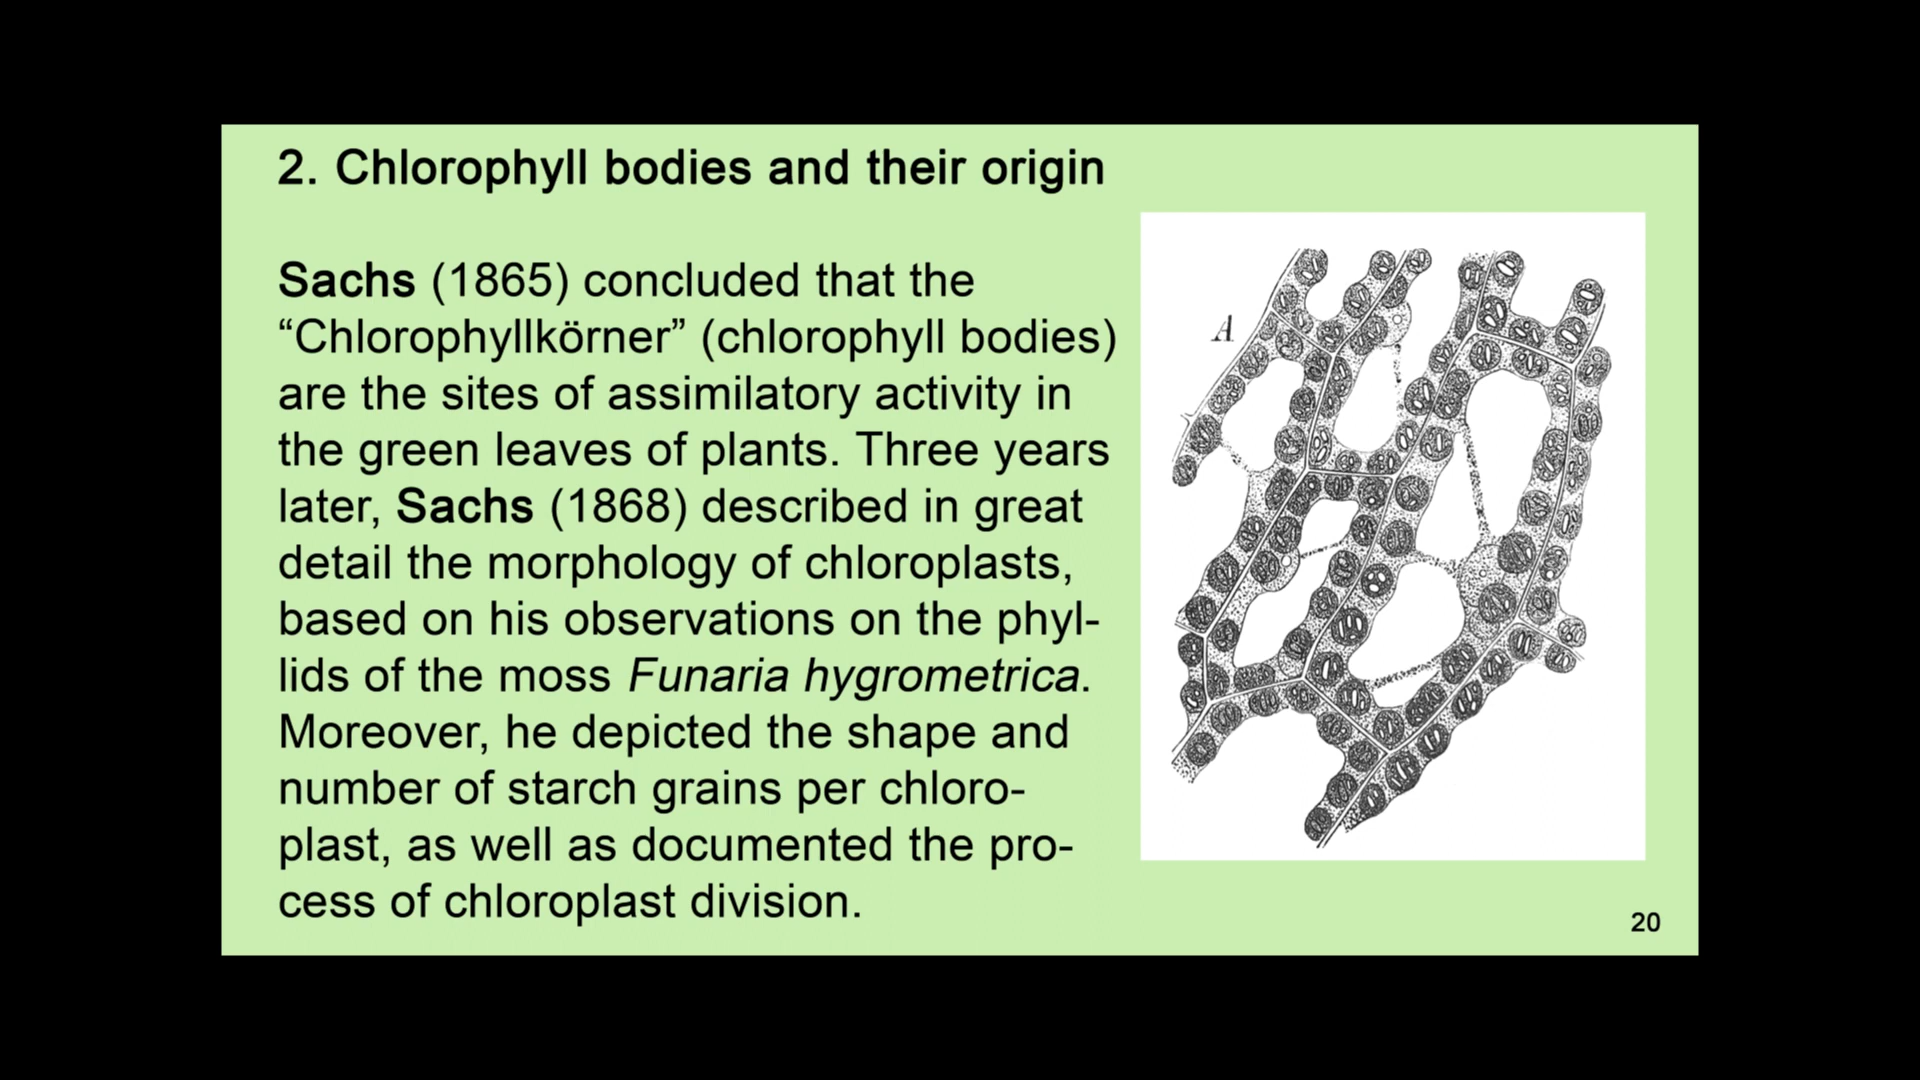 2. Chlorophyll bodies and their origin
Sachs (1865) concluded that the
“Chlorophyllkörner” (chlorophyll bodies)
are the sites of assimilatory activity in
the green leaves of plants. Three years
later, Sachs (1868) described in great
detail the morphology of chloroplasts,
based on his observations on the phyl-
lids of the moss Funaria hygrometrica.
Moreover, he depicted the shape and
number of starch grains per chloro-
plast, as well as documented the pro-
cess of chloroplast division.
A
20